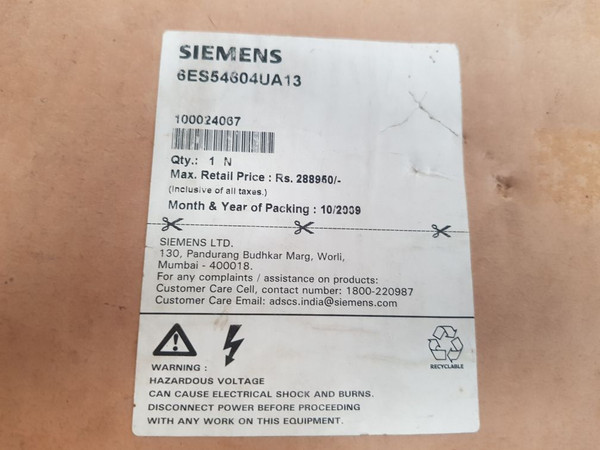 SIEMENS
6ES54604UA13
100024067
Qty.: 1 N
Max. Retail Price : Rs. 288950/-
(Inclusive of all taxes.)
Month & Year of Packing : 10/2009
SIEMENS LTD.
130, Pandurang Budhkar Marg, Worli,
Mumbai - 400018.
For any complaints / assistance on products:
Customer Care Cell, contact number: 1800-220987
Customer Care Email: adscs.india@siemens.com
RECYCLABLE
WARNING :
HAZARDOUS VOLTAGE
CAN CAUSE ELECTRICAL SHOCK AND BURNS.
DISCONNECT POWER BEFORE PROCEEDING
WITH ANY WORK ON THIS EQUIPMENT.